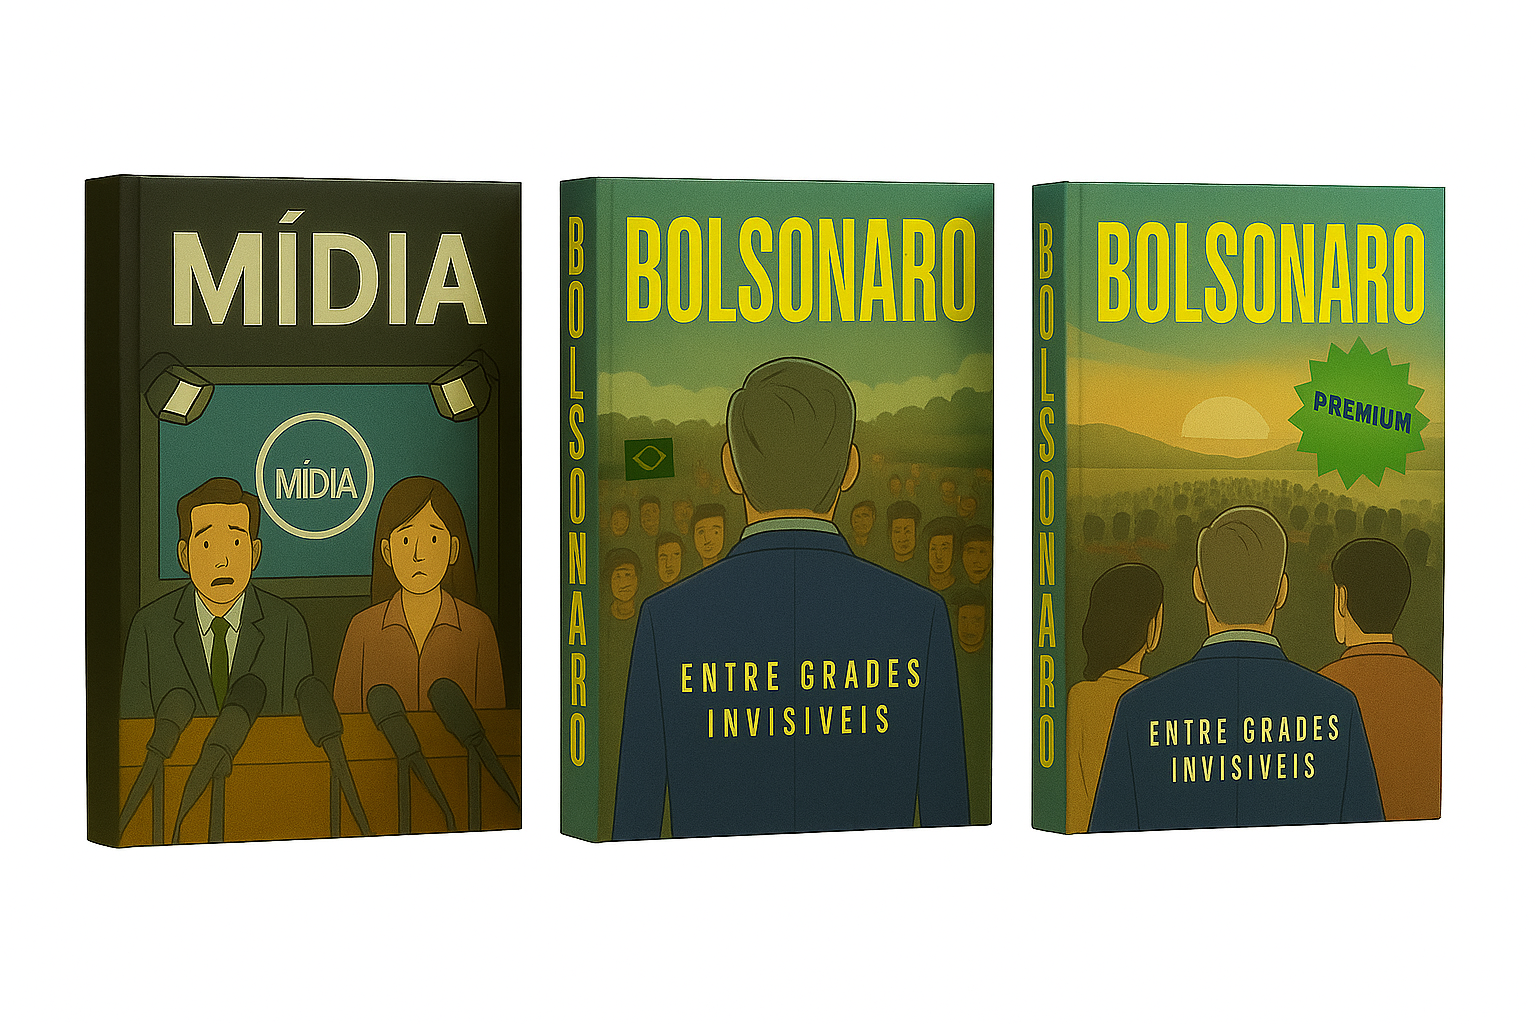 MÍDIA
MÍDIA
BOLSONARO
BOLSONARO
ENTRE GRADES
INVISIVEIS
BOLSONARO
BOLSONARO
PREMIUM
ENTRE GRADES
INVISIVEIS